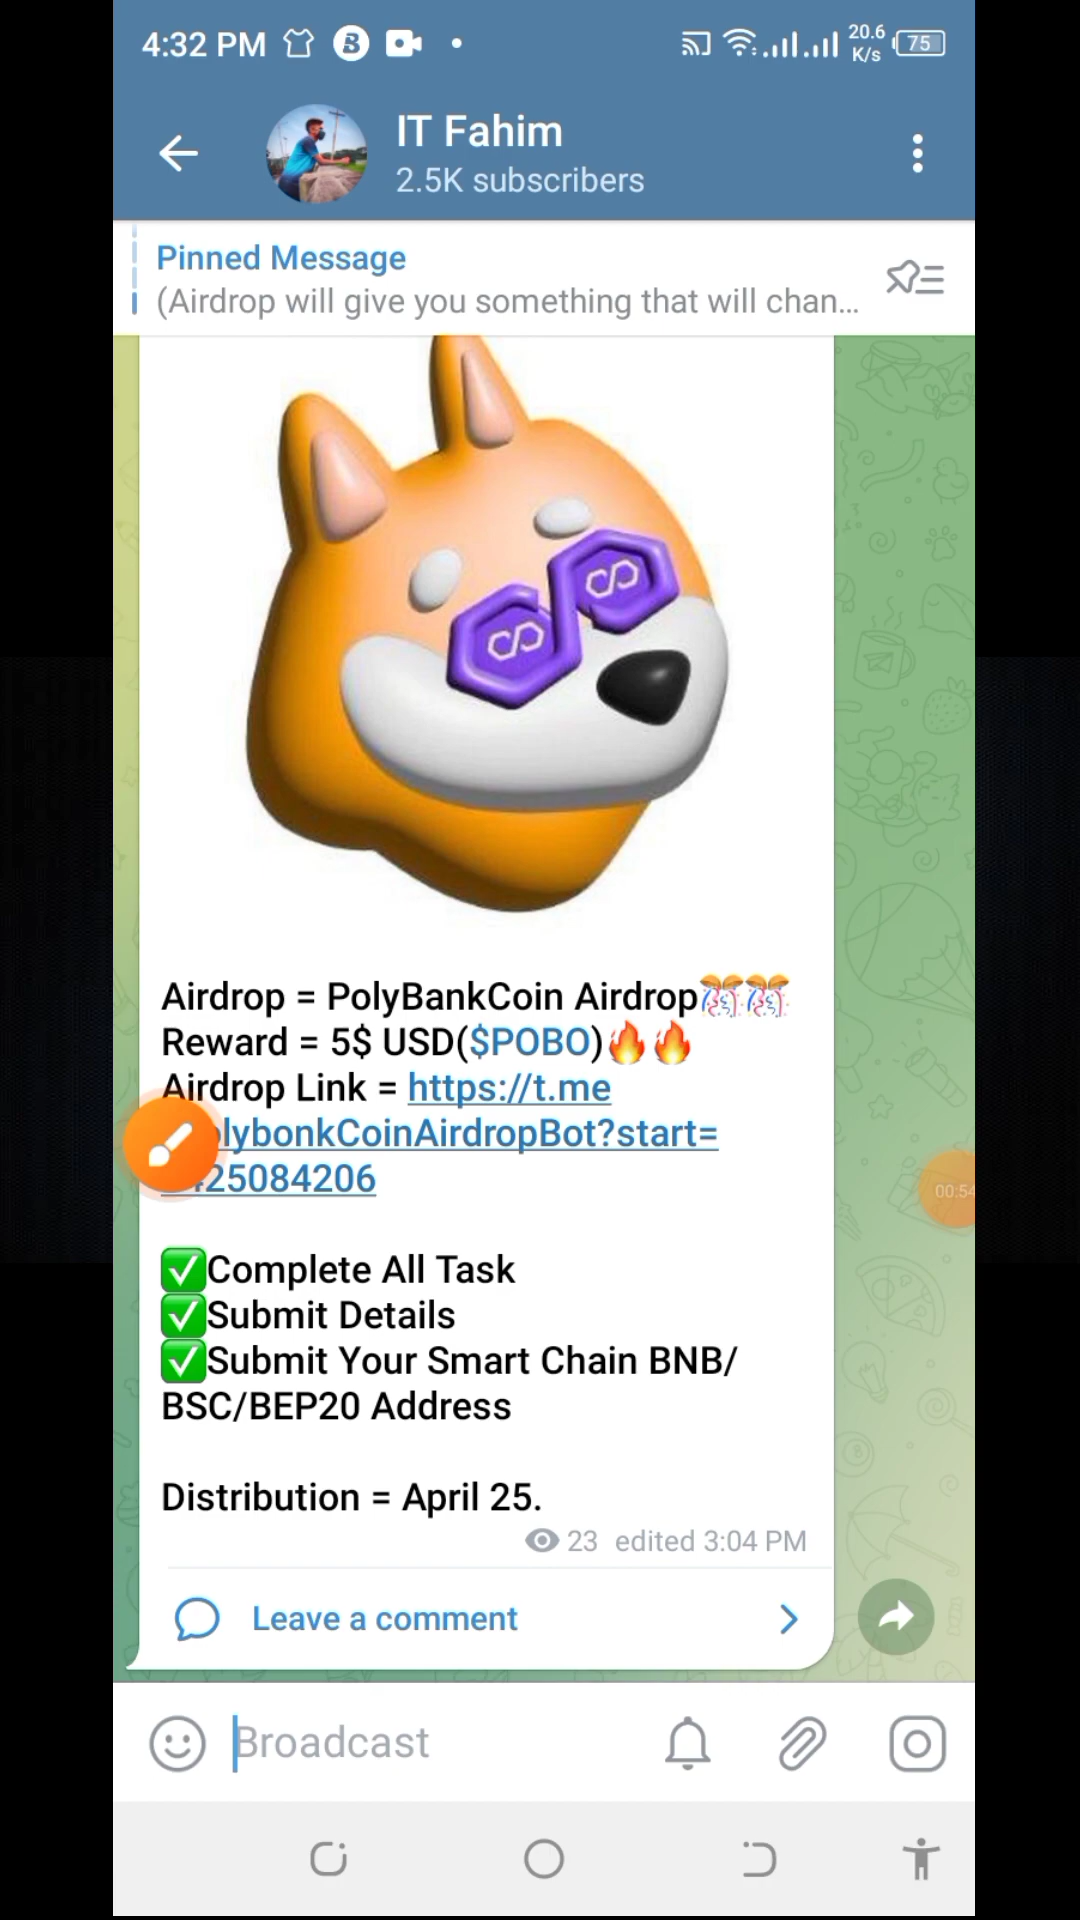 4:32 PM
20.6
K/s
75
IT Fahim
2.5K subscribers
Pinned Message
(Airdrop will give you something that will chan...
Airdrop = PolyBankCoin Airdrop🎊🎊
Reward = 5$ USD($POBO)🔥🔥
Airdrop Link = https://t.me
lybonkCoinAirdropBot?start=
25084206
00:54
✅Complete All Task
✅Submit Details
✅Submit Your Smart Chain BNB/
BSC/BEP20 Address
Distribution = April 25.
23 edited 3:04 PM
Leave a comment
Broadcast